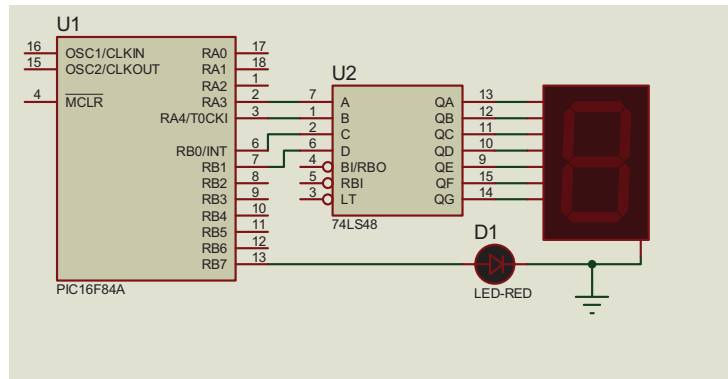 U1
16 OSC1/CLKIN RA0 17
15 OSC2/CLKOUT RA1 18
RA2 1
4 MCLR RA3 2
RA4/T0CKI 3
RB0/INT 6
RB1 7
RB2 8
RB3 9
RB4 10
RB5 11
RB6 12
RB7 13
PIC16F84A
U2
7 A QA 13
1 B QB 12
2 C QC 11
6 D QD 10
4 BI/RBO QE 9
5 RBI QF 15
3 LT QG 14
74LS48
D1
LED-RED